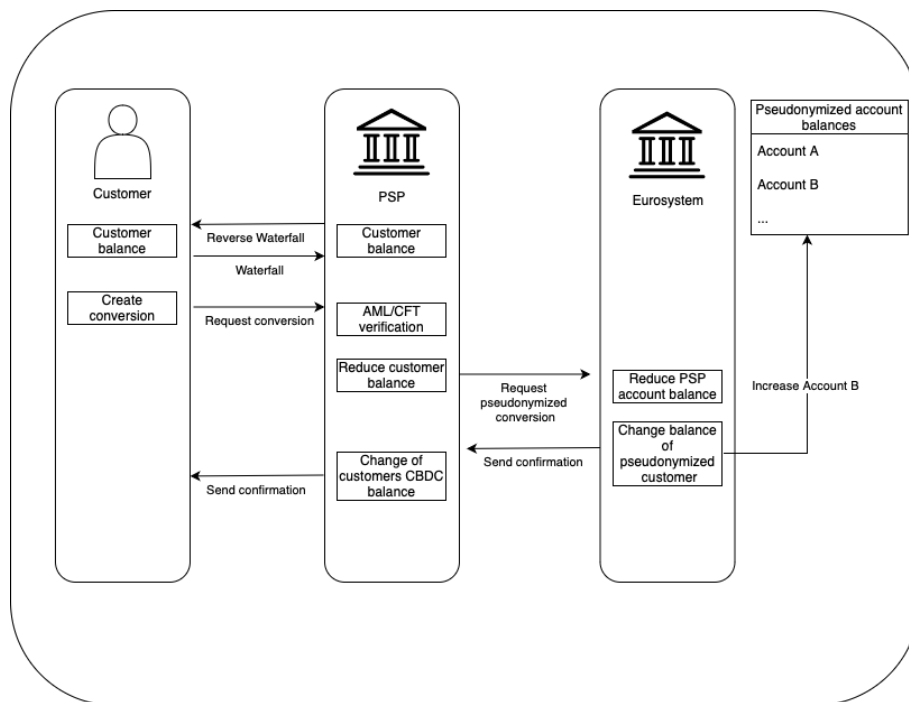 Customer
Customer
balance
Create
conversion
Reverse Waterfall
Waterfall
Request conversion
Send confirmation
PSP
Customer
balance
AML/CFT
verification
Reduce customer
balance
Change of
customers CBDC
balance
Request
pseudonymized
conversion
Send confirmation
Eurosystem
Reduce PSP
account balance
Change balance
of
pseudonymized
customer
Increase Account B
Pseudonymized account
balances
Account A
Account B
...